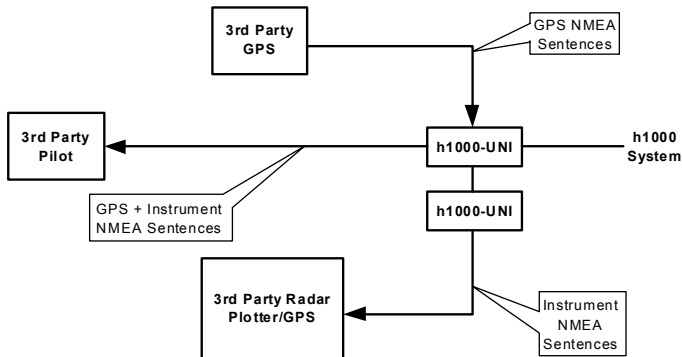 3rd Party
GPS
GPS NMEA
Sentences
3rd Party
Pilot
h1000-UNI
h1000
System
GPS + Instrument
NMEA Sentences
h1000-UNI
3rd Party Radar
Plotter/GPS
Instrument
NMEA
Sentences